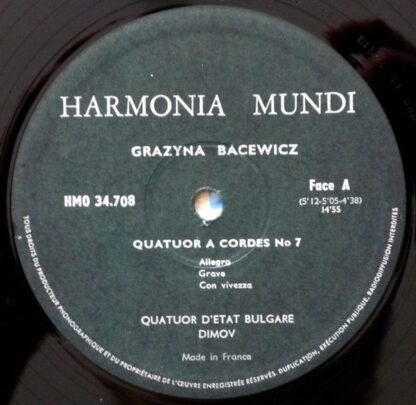 HARMONIA MUNDI
GRAZYNA BACEWICZ
HMO 34.708
Face A
(5'12-5'05-4'38)
14'55
QUATUOR A CORDES No 7
Allegro
Grave
Con vivezza
QUATUOR D'ETAT BULGARE
DIMOV
Made in France
TOUS DROITS DU PRODUCTEUR PHONOGRAPHIQUE ET DU PROPRIÉTAIRE DE L'ŒUVRE ENREGISTRÉE RÉSERVÉS. DUPLICATION, EXÉCUTION PUBLIQUE, RADIODIFFUSION INTERDITES